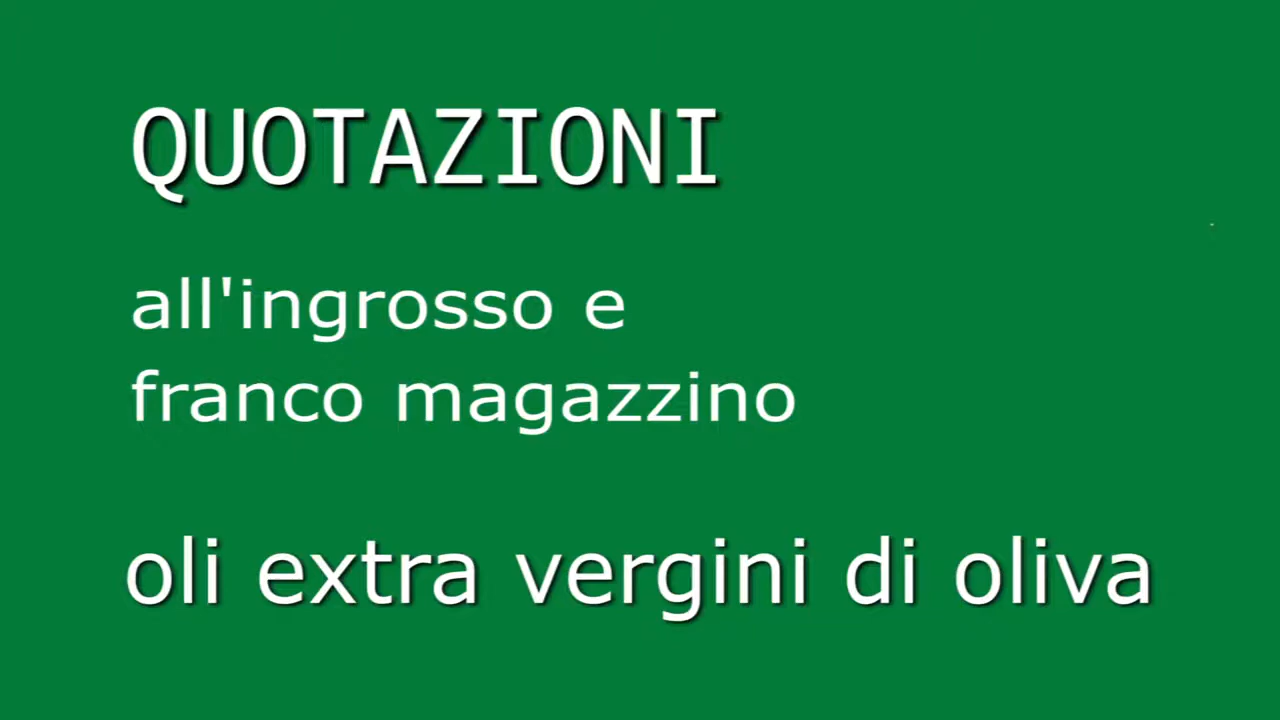 QUOTAZIONI
all'ingrosso e
franco magazzino
oli extra vergini di oliva